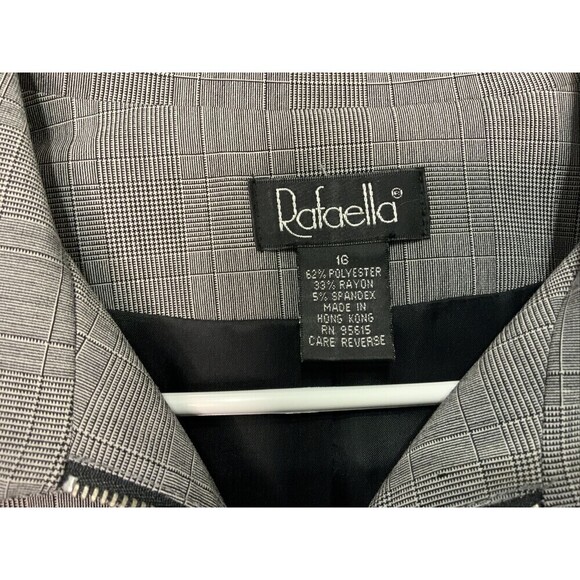 Rafaella®
16
62% POLYESTER
33% RAYON
5% SPANDEX
MADE IN
HONG KONG
RN 95615
CARE REVERSE